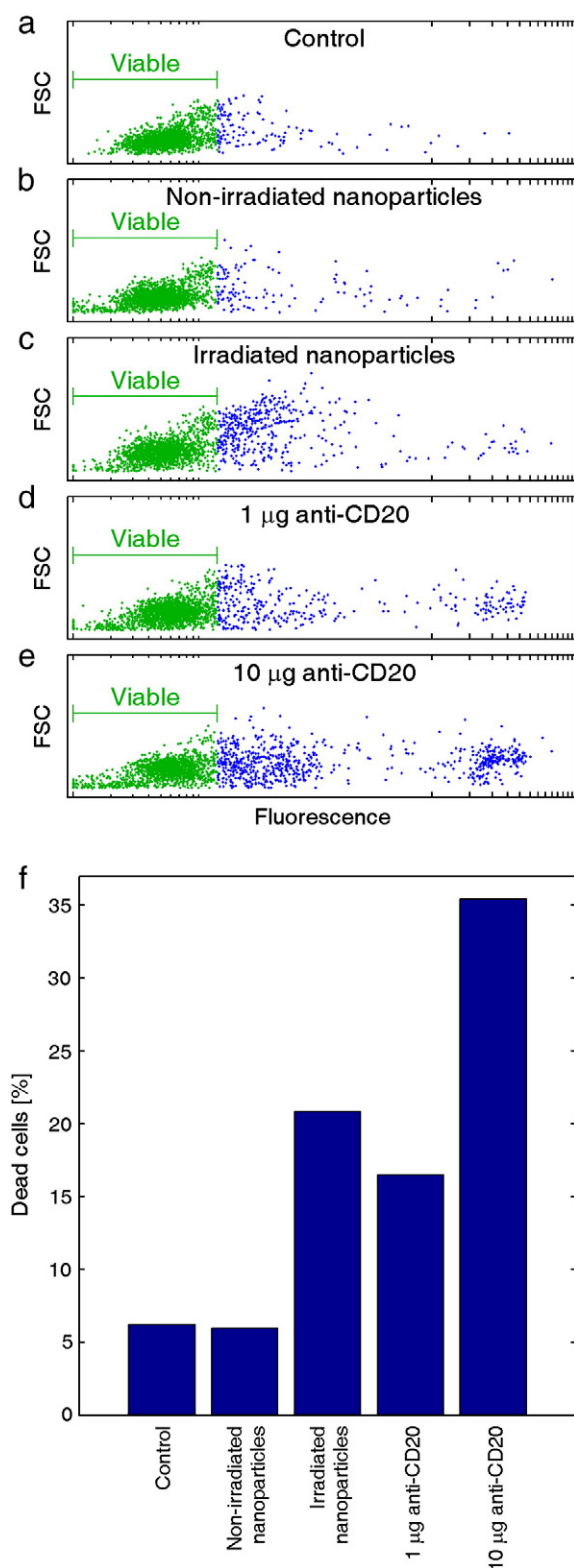 a
Control
Viable
FSC
b
Non-irradiated nanoparticles
Viable
FSC
c
Irradiated nanoparticles
Viable
FSC
d
1 μg anti-CD20
Viable
FSC
e
10 μg anti-CD20
Viable
FSC
Fluorescence
f
35
30
25
20
15
10
5
0
Dead cells [%]
Control
Non-irradiated
nanoparticles
Irradiated
nanoparticles
1 μg anti-CD20
10 μg anti-CD20